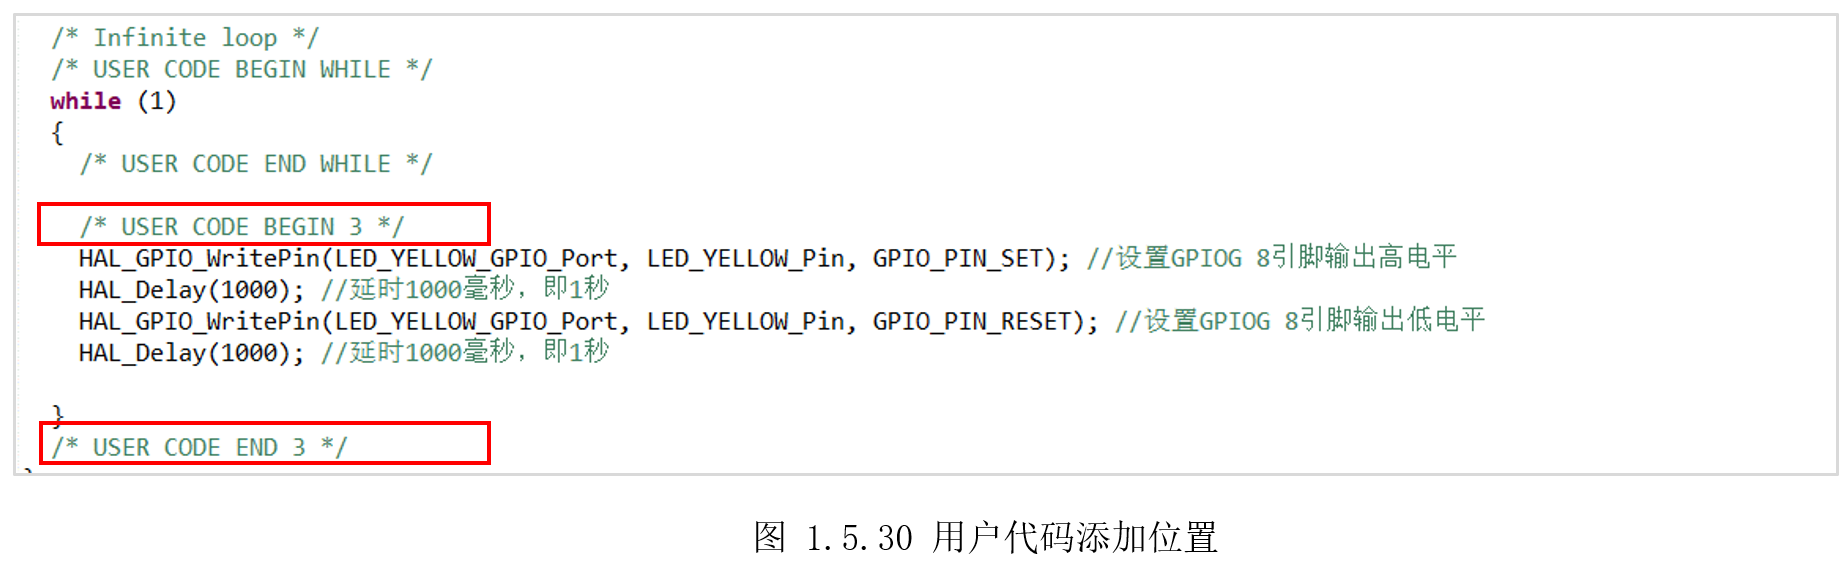 /* Infinite loop */
/* USER CODE BEGIN WHILE */
while (1)
{
/* USER CODE END WHILE */
/* USER CODE BEGIN 3 */
HAL_GPIO_WritePin(LED_YELLOW_GPIO_Port, LED_YELLOW_Pin, GPIO_PIN_SET); //设置GPIOG 8引脚输出高电平
HAL_Delay(1000); //延时1000毫秒，即1秒
HAL_GPIO_WritePin(LED_YELLOW_GPIO_Port, LED_YELLOW_Pin, GPIO_PIN_RESET); //设置GPIOG 8引脚输出低电平
HAL_Delay(1000); //延时1000毫秒，即1秒
}
/* USER CODE END 3 */
图 1.5.30 用户代码添加位置